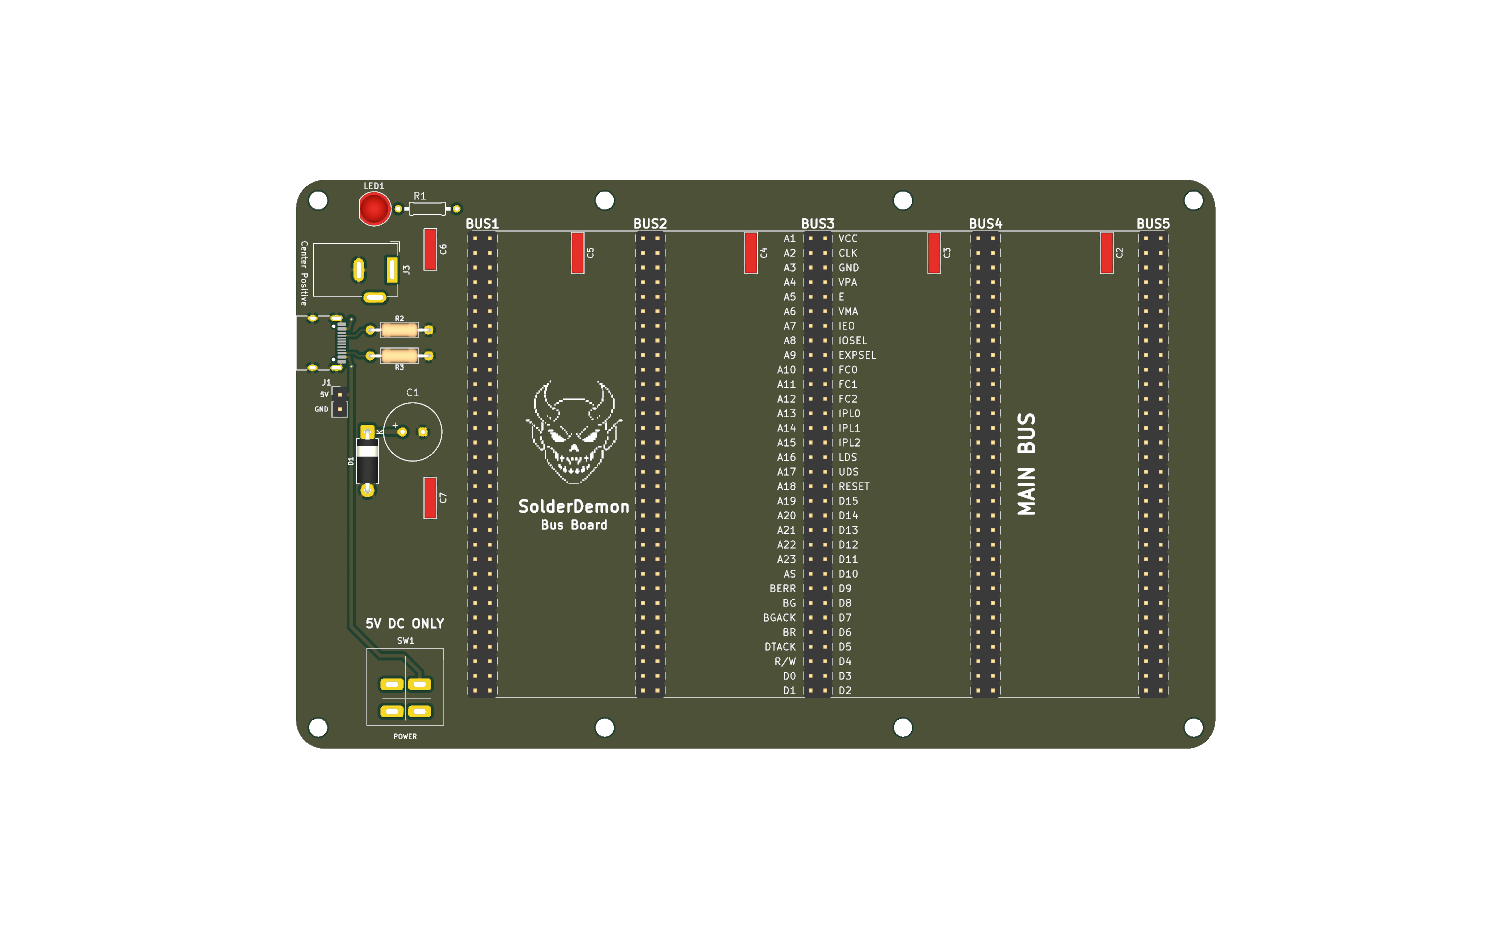 LED1
R1
BUS1
BUS2
BUS3
BUS4
BUS5
Center Positive
J3
C6
C5
C4
C3
C2
A1 VCC
A2 CLK
A3 GND
A4 VPA
A5 E
A6 VMA
A7 IEO
A8 IOSEL
A9 EXPSEL
A10 FC0
A11 FC1
A12 FC2
A13 IPL0
A14 IPL1
A15 IPL2
A16 LDS
A17 UDS
A18 RESET
A19 D15
A20 D14
A21 D13
A22 D12
A23 D11
AS D10
BERR D9
BG D8
BGACK D7
BR D6
DTACK D5
R/W D4
D0 D3
D1 D2
R2
R3
J1
5V
GND
C1
+
K
D1
C7
SolderDemon
Bus Board
MAIN BUS
5V DC ONLY
SW1
POWER